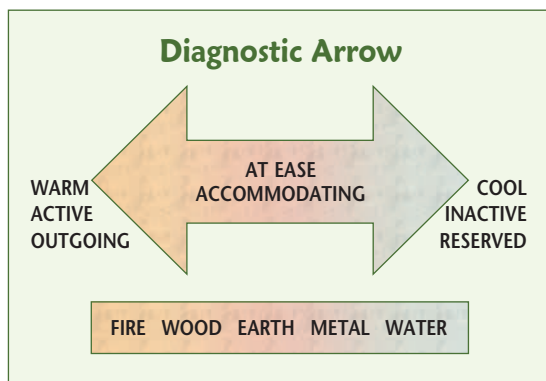 Diagnostic Arrow
AT EASE
ACCOMMODATING
WARM
ACTIVE
OUTGOING
COOL
INACTIVE
RESERVED
FIRE WOOD EARTH METAL WATER